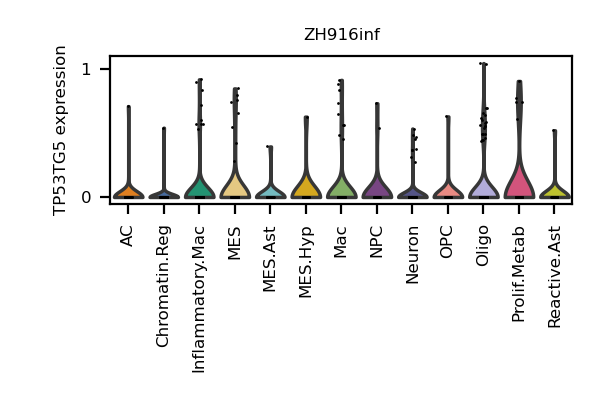 ZH916inf
TP53TG5 expression
1
0
AC
Chromatin.Reg
Inflammatory.Mac
MES
MES.Ast
MES.Hyp
Mac
NPC
Neuron
OPC
Oligo
Prolif.Metab
Reactive.Ast